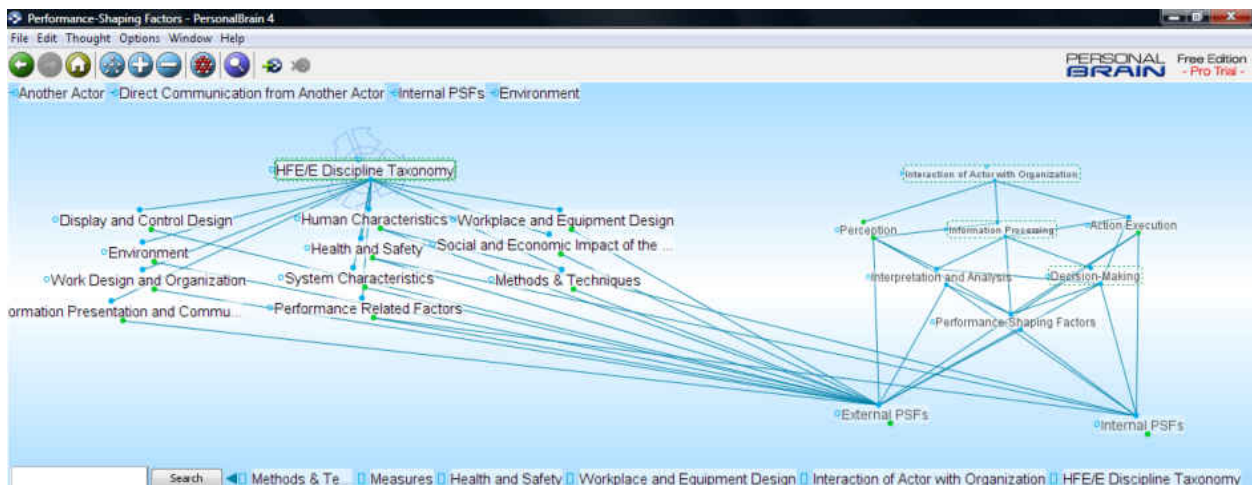 Performance-Shaping Factors - PersonalBrain 4
File Edit Thought Options Window Help
PERSONAL BRAIN Free Edition
- Pro Trial -
Another Actor Direct Communication from Another Actor Internal PSFs Environment
HFE/E Discipline Taxonomy
Interaction of Actor with Organization
Display and Control Design Human Characteristics Workplace and Equipment Design
Perception Information Processing Action Execution
Environment Health and Safety Social and Economic Impact of the ...
Work Design and Organization System Characteristics Methods & Techniques
Interpretation and Analysis Decision-Making
ormation Presentation and Commu... Performance Related Factors
Performance-Shaping Factors
External PSFs
Internal PSFs
Search Methods & Te... Measures Health and Safety Workplace and Equipment Design Interaction of Actor with Organization HFE/E Discipline Taxonomy